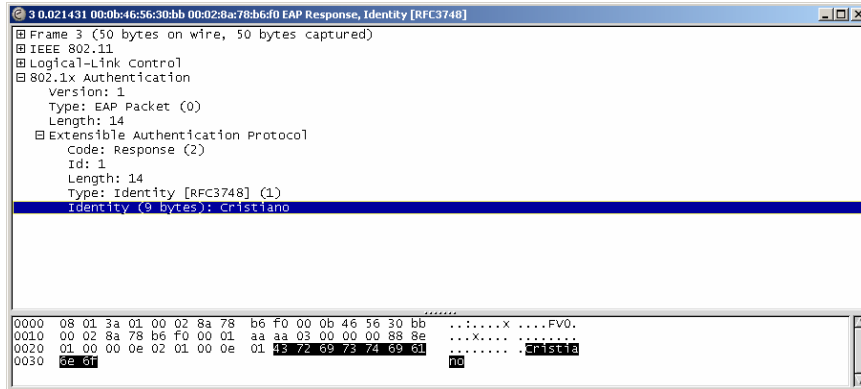 3 0.021431 00:0b:46:56:30:bb 00:02:8a:78:b6:f0 EAP Response, Identity [RFC3748]
Frame 3 (50 bytes on wire, 50 bytes captured)
IEEE 802.11
Logical-Link Control
802.1x Authentication
Version: 1
Type: EAP Packet (0)
Length: 14
Extensible Authentication Protocol
Code: Response (2)
Id: 1
Length: 14
Type: Identity [RFC3748] (1)
Identity (9 bytes): Cristiano
0000 08 01 3a 01 00 02 8a 78 b6 f0 00 0b 46 56 30 bb ..:....x ....FV0.
0010 00 02 8a 78 b6 f0 00 01 aa aa 03 00 00 00 88 8e ...x.... ........
0020 01 00 00 0e 02 01 00 0e 01 43 72 69 73 74 69 61 ........ .Cristia
0030 6e 6f no